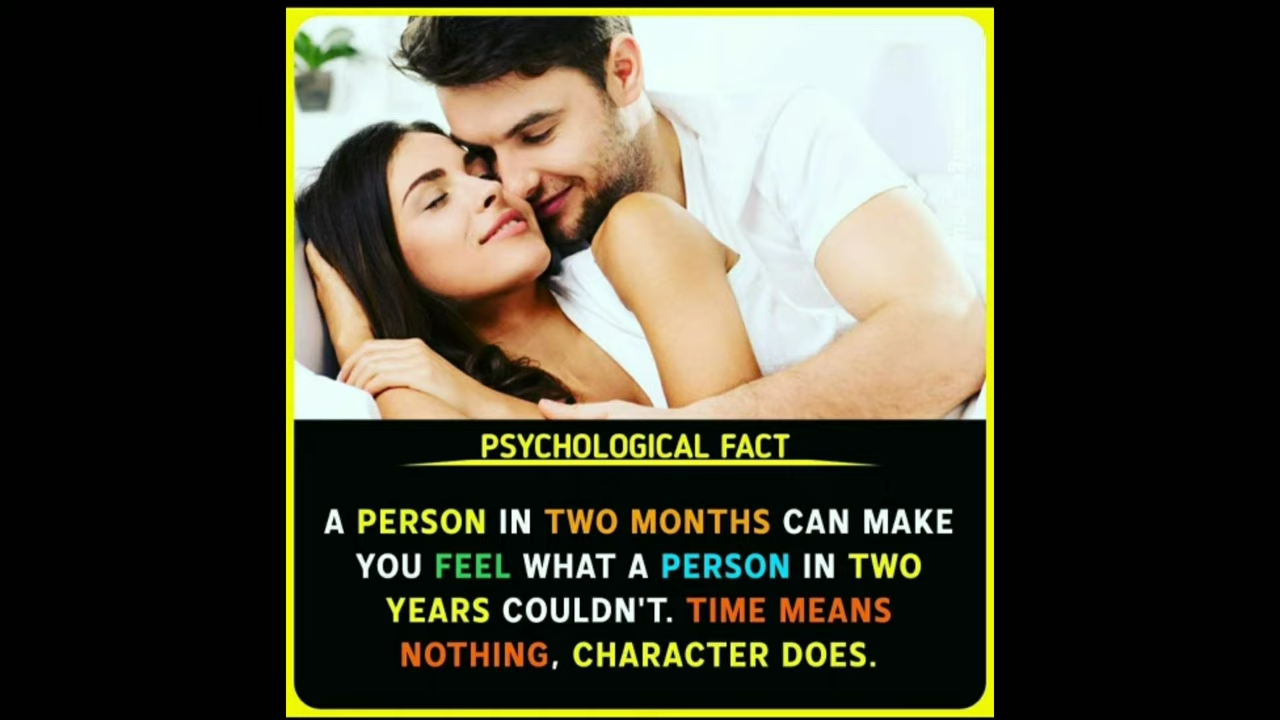 PSYCHOLOGICAL FACT
A PERSON IN TWO MONTHS CAN MAKE
YOU FEEL WHAT A PERSON IN TWO
YEARS COULDN'T. TIME MEANS
NOTHING, CHARACTER DOES.